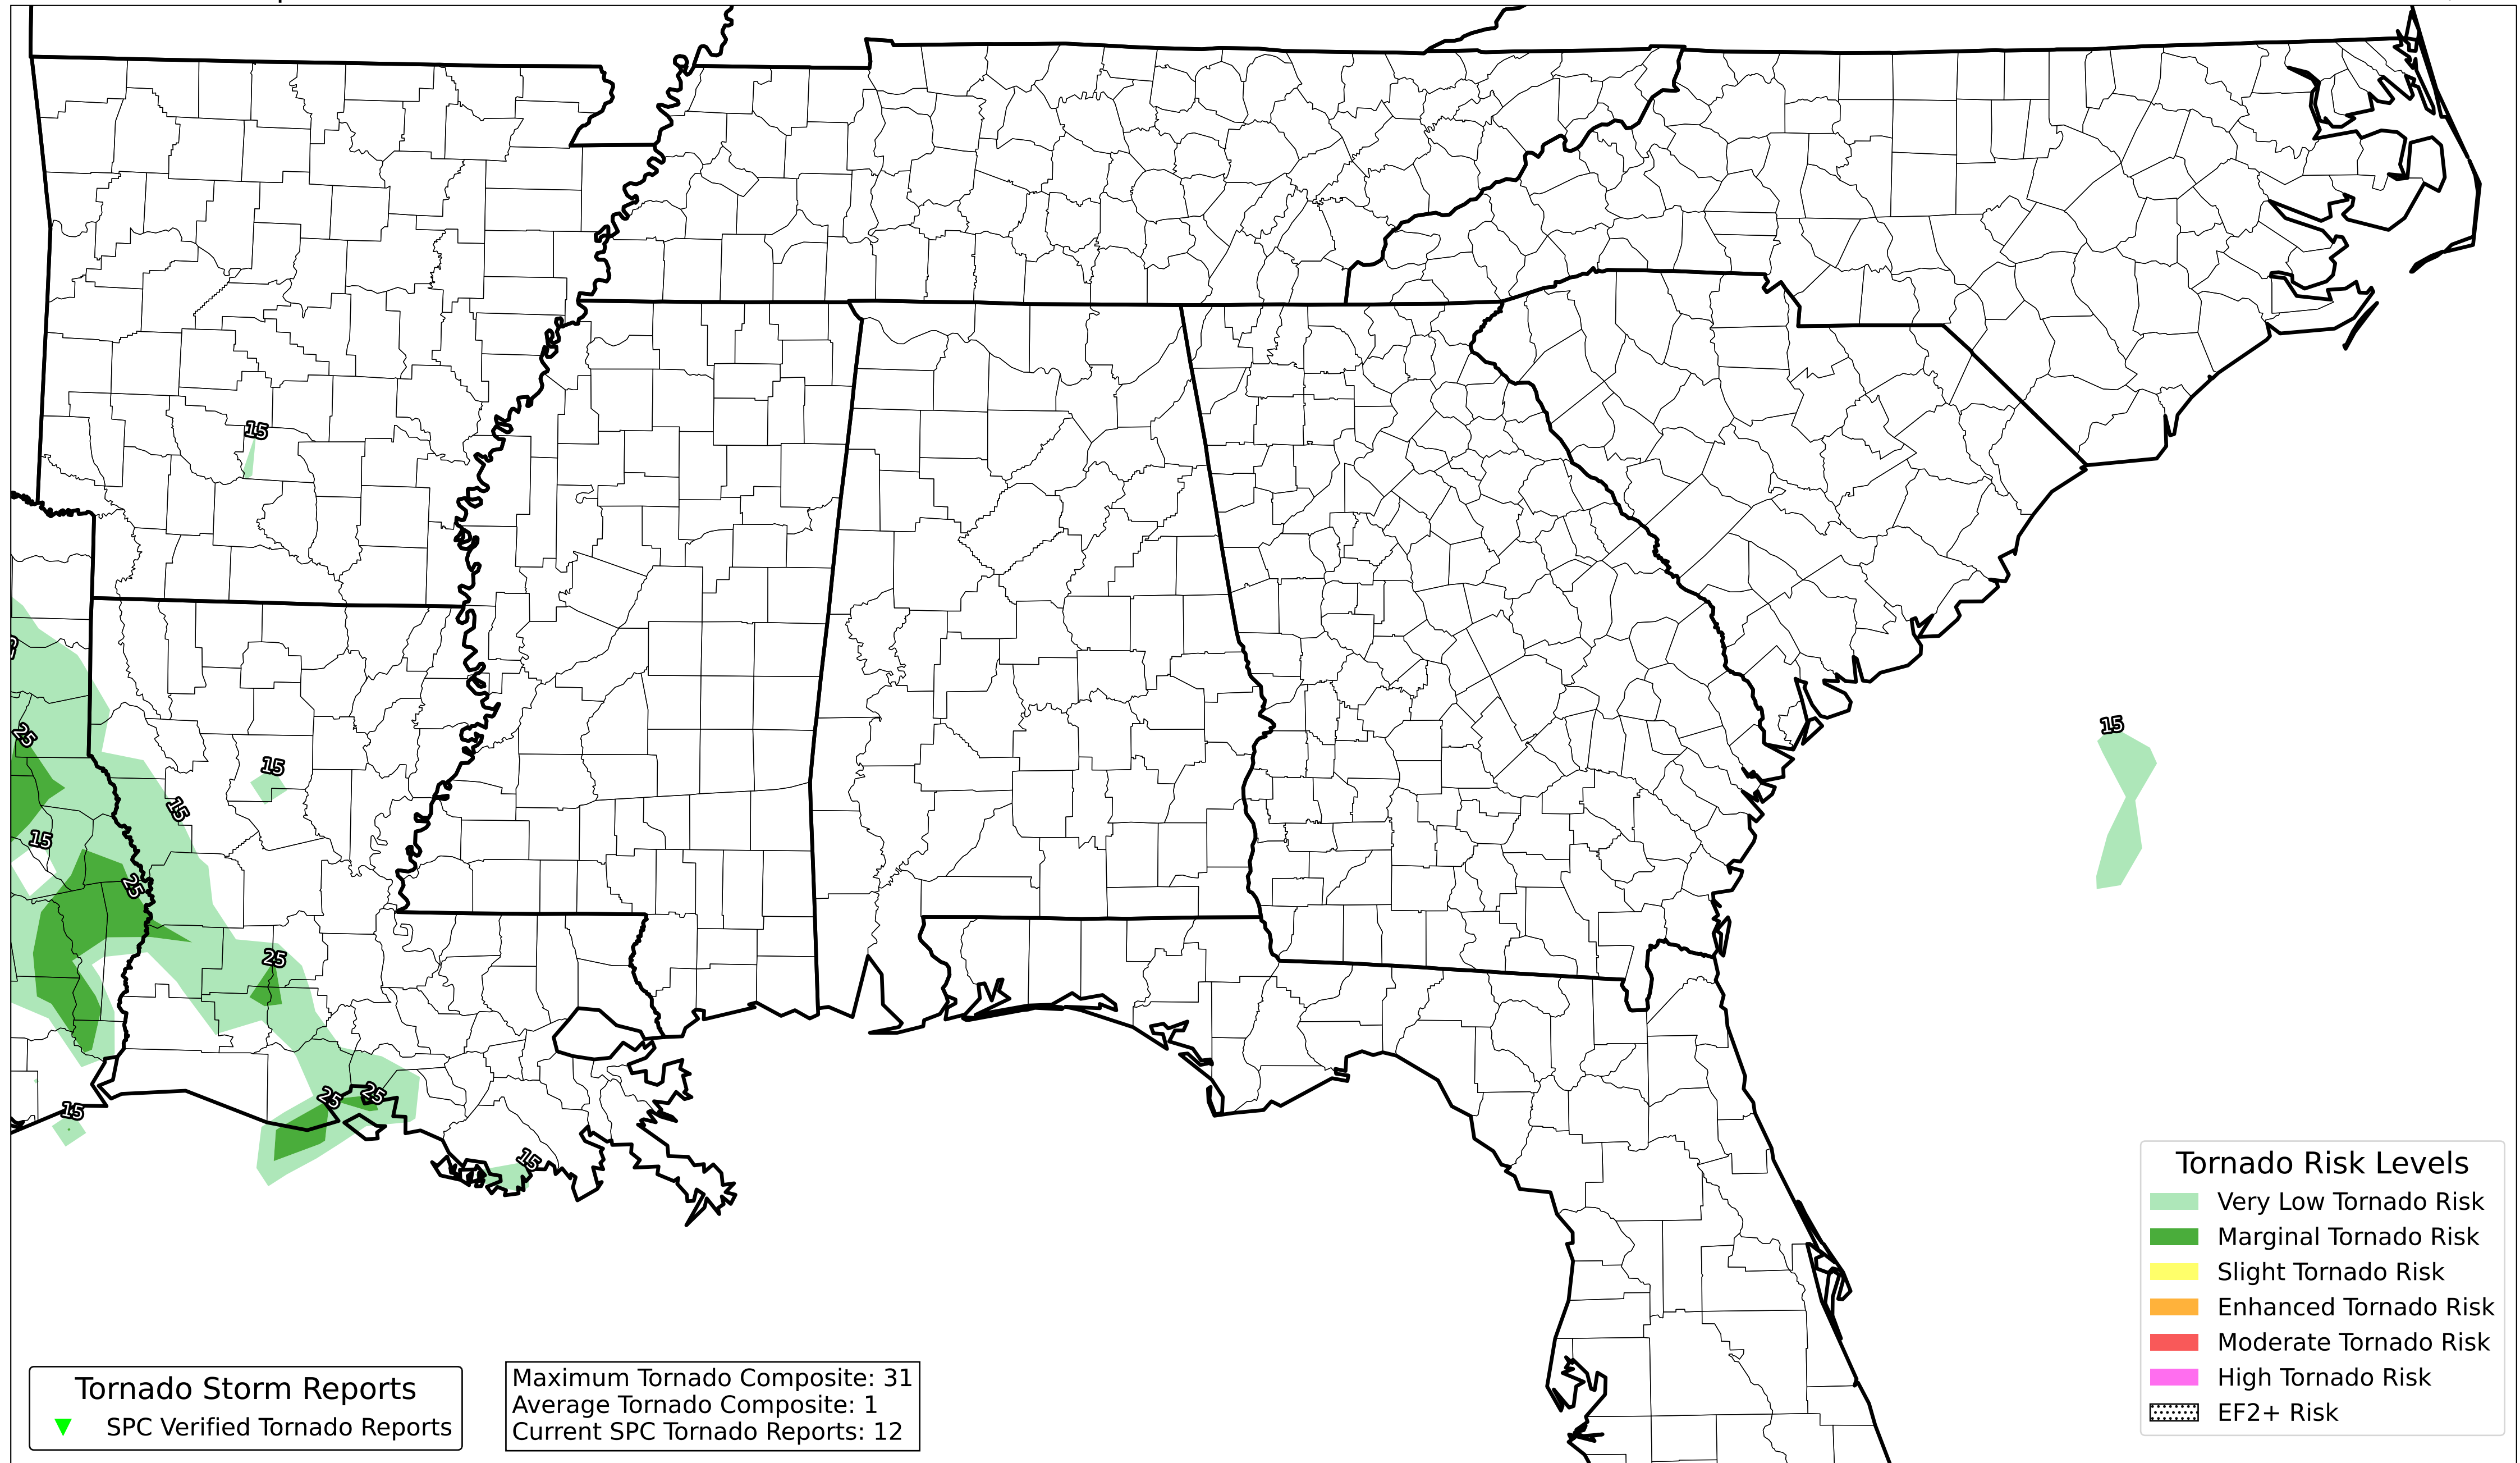 15
15
25
15
15
15
25
25
25
25
15
15
15
Tornado Risk Levels
Very Low Tornado Risk
Marginal Tornado Risk
Slight Tornado Risk
Enhanced Tornado Risk
Moderate Tornado Risk
High Tornado Risk
EF2+ Risk
Tornado Storm Reports
SPC Verified Tornado Reports
Maximum Tornado Composite: 31
Average Tornado Composite: 1
Current SPC Tornado Reports: 12